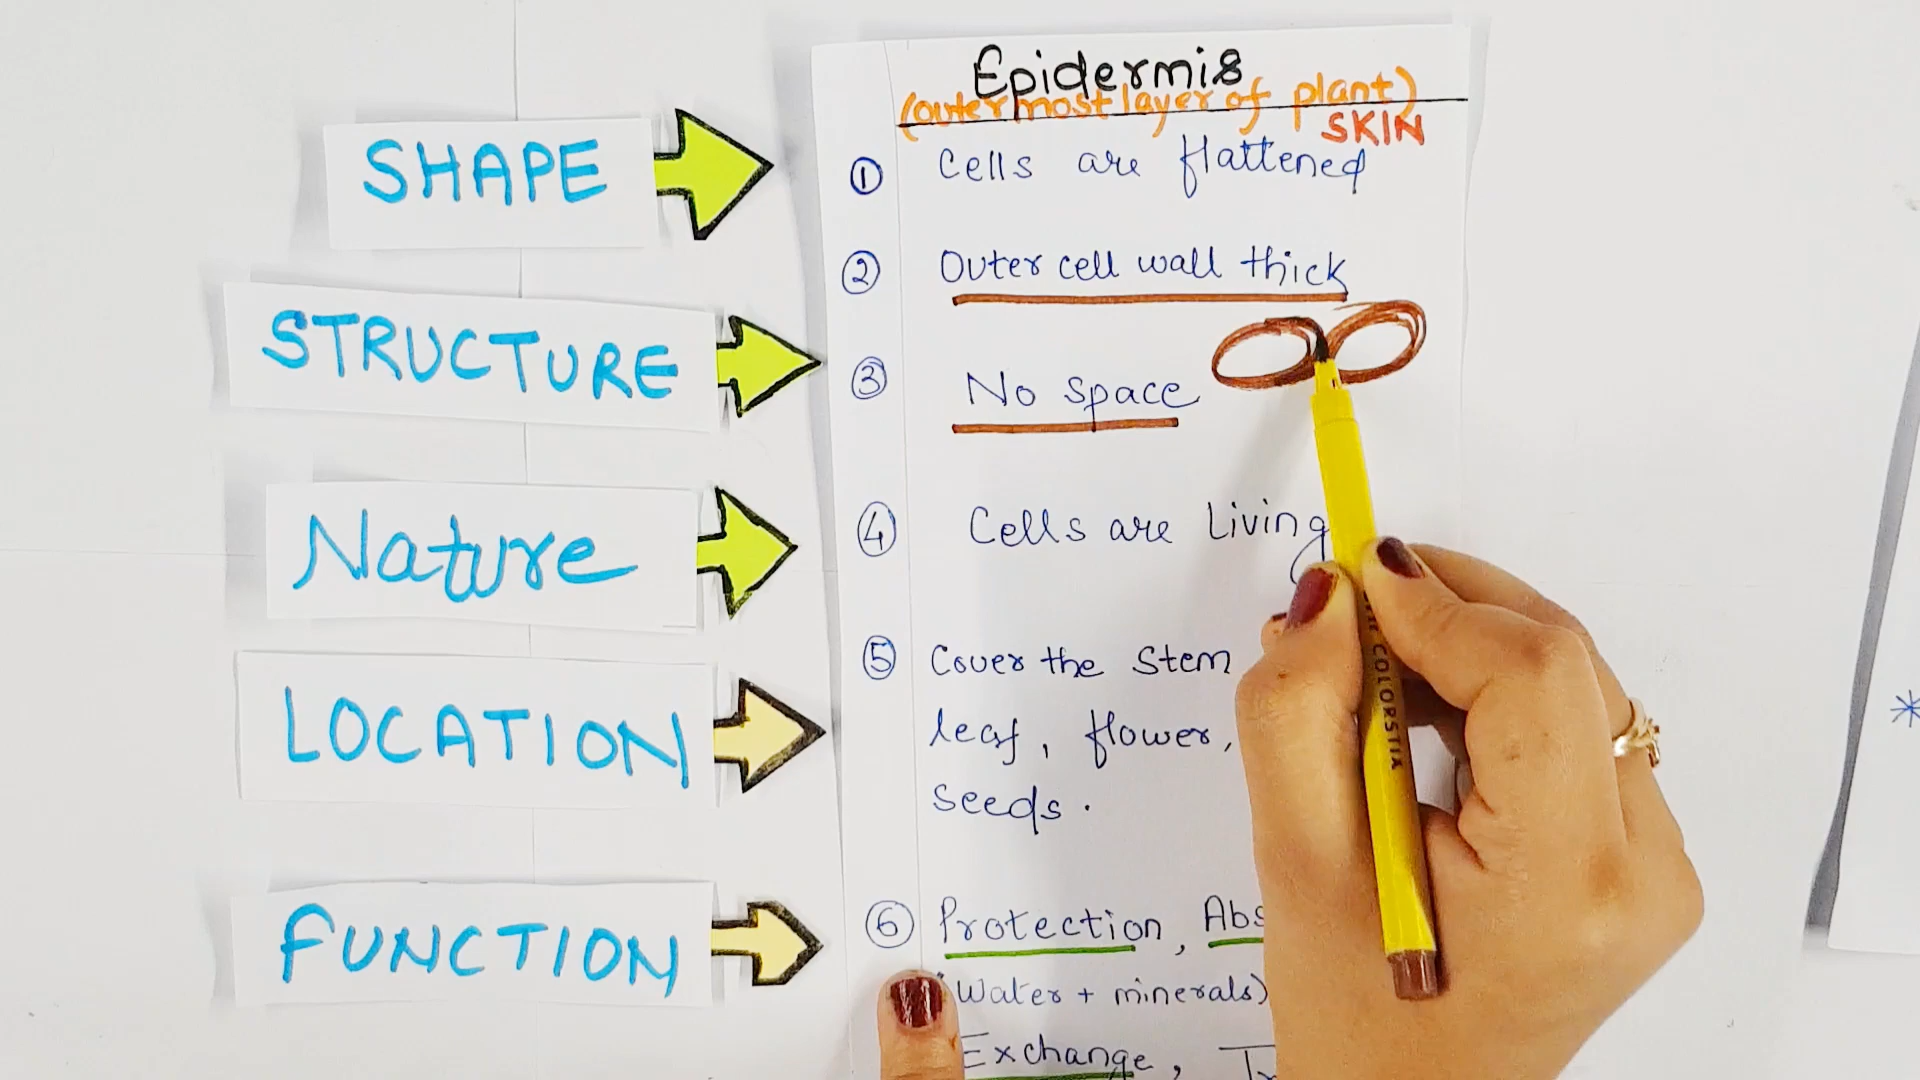 Epidermis
(outermost layer of plant)
SKIN
SHAPE
① Cells are flattened
② Outer cell wall thick
STRUCTURE
③ No space
Nature
④ Cells are Living
LOCATION
⑤ Cover the Stem
leaf, flower,
seeds.
FUNCTION
⑥ Protection, Abs
(Water + minerals)
Exchange,
COLORSTIX
*